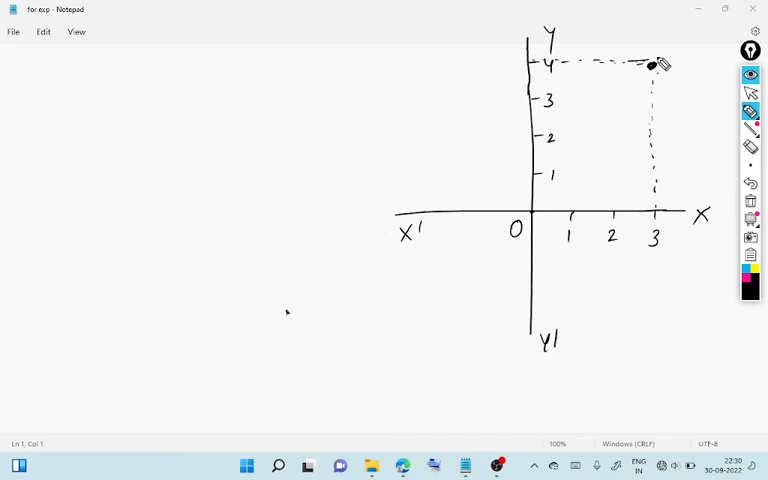 for exp - Notepad
File Edit View
Y
4
3
2
1
X
X' O 1 2 3
Y'
Ln 1, Col 1 100% Windows (CRLF) UTF-8
ENG 22:30
IN 30-09-2022